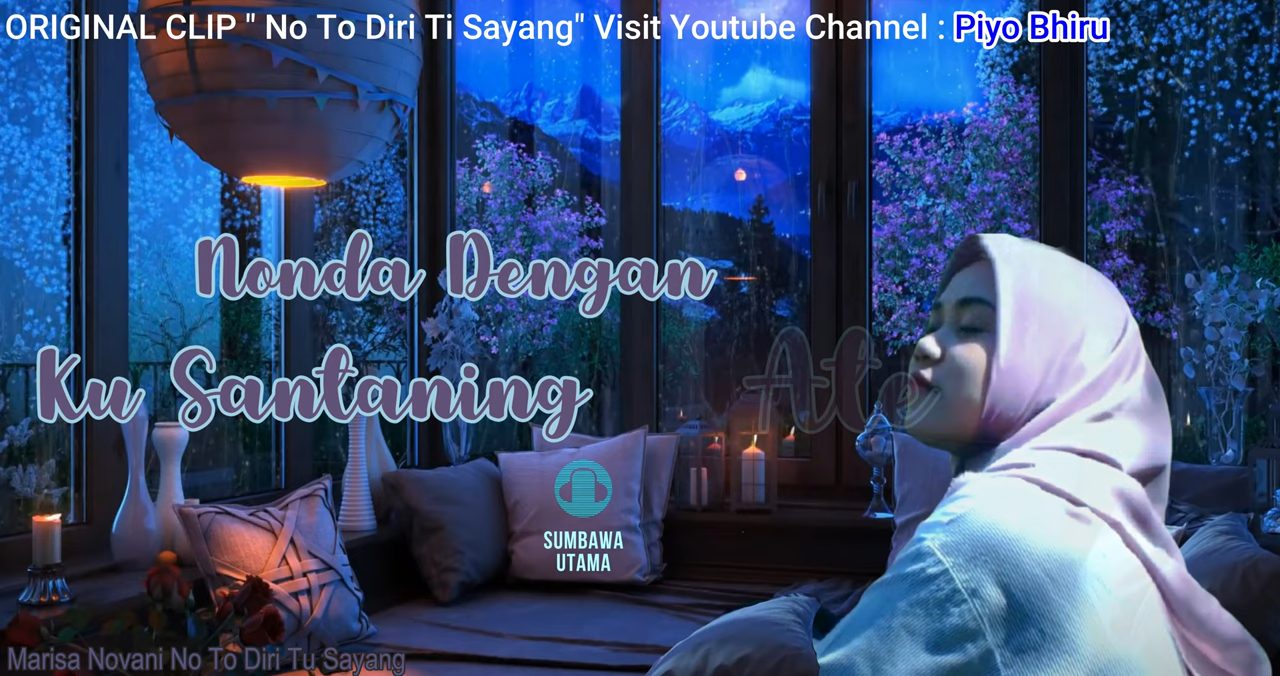 ORIGINAL CLIP " No To Diri Ti Sayang" Visit Youtube Channel : Piyo Bhiru
Nonda Dengan
Ku Santaning Ate
SUMBAWA
UTAMA
Marisa Novani No To Diri Tu Sayang